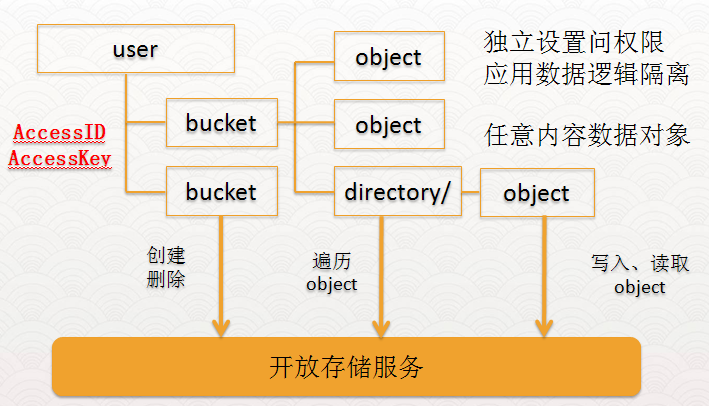 user
object
独立设置问权限
应用数据逻辑隔离
AccessID
AccessKey
bucket
object
任意内容数据对象
bucket
directory/
object
创建
删除
遍历
object
写入、读取
object
开放存储服务